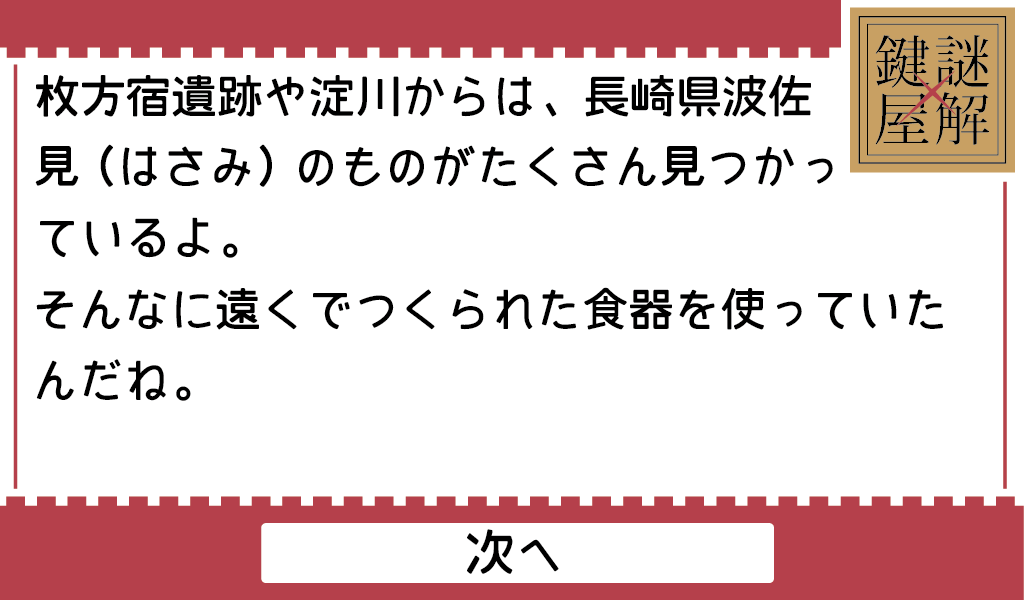 枚方宿遺跡や淀川からは、長崎県波佐
見（はさみ）のものがたくさん見つかっ
ているよ。
そんなに遠くでつくられた食器を使っていた
んだね。
謎解
鍵屋
次へ